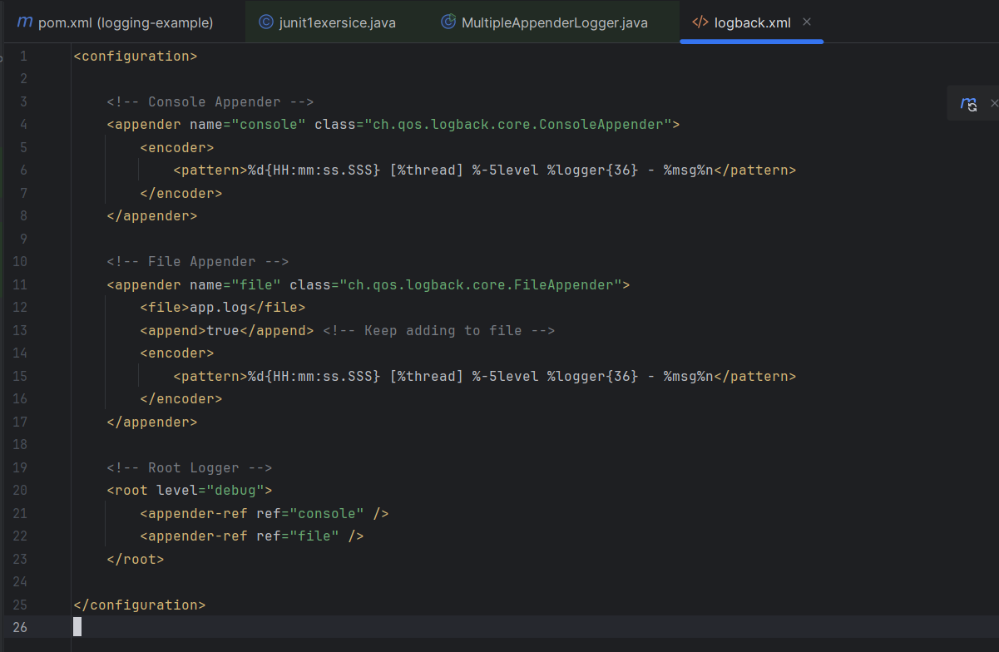 m pom.xml (logging-example) junit1exersice.java MultipleAppenderLogger.java </> logback.xml
1 <configuration>
2
3 <!-- Console Appender -->
4 <appender name="console" class="ch.qos.logback.core.ConsoleAppender">
5 <encoder>
6 <pattern>%d{HH:mm:ss.SSS} [%thread] %-5level %logger{36} - %msg%n</pattern>
7 </encoder>
8 </appender>
9
10 <!-- File Appender -->
11 <appender name="file" class="ch.qos.logback.core.FileAppender">
12 <file>app.log</file>
13 <append>true</append> <!-- Keep adding to file -->
14 <encoder>
15 <pattern>%d{HH:mm:ss.SSS} [%thread] %-5level %logger{36} - %msg%n</pattern>
16 </encoder>
17 </appender>
18
19 <!-- Root Logger -->
20 <root level="debug">
21 <appender-ref ref="console" />
22 <appender-ref ref="file" />
23 </root>
24
25 </configuration>
26